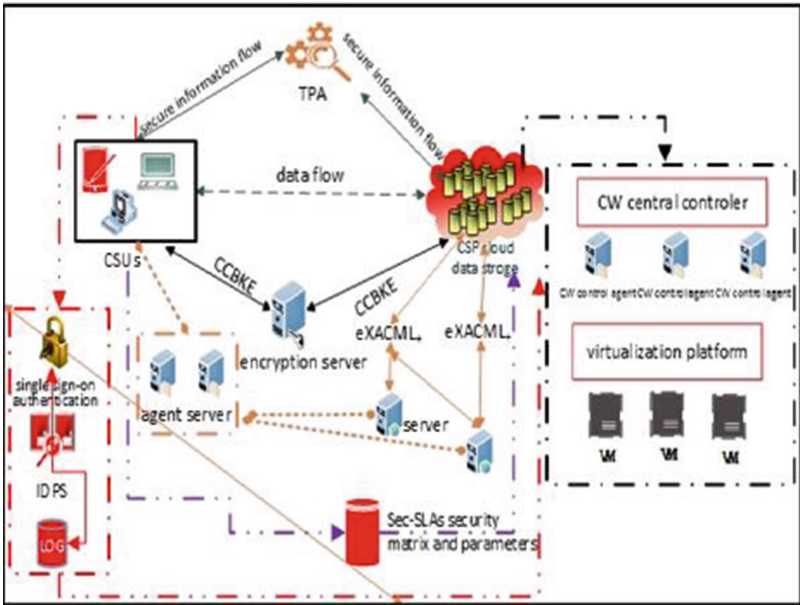 secure information flow
secure information flow
TPA
data flow
CSUs
CSP cloud
data stroge
CW central controler
CW control agent CW control agent CW control agent
CCBKE
CCBKE
eXACML+
eXACML+
encryption server
virtualization platform
single sign-on
authentication
agent server
server
VM
VM
VM
IDPS
LOG
Sec-SLAs security
matrix and parameters